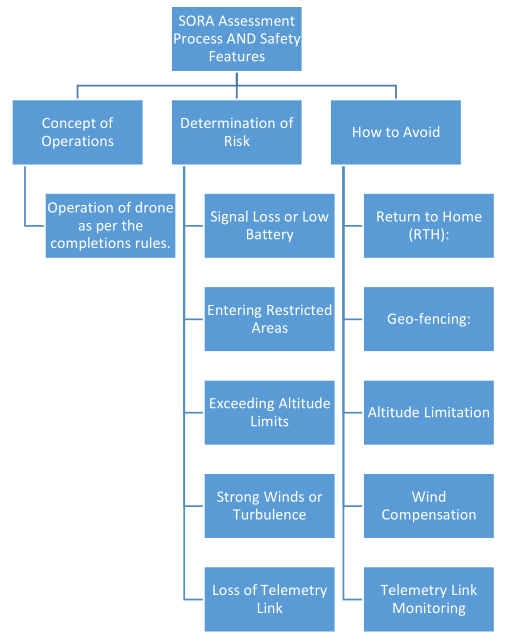 SORA Assessment
Process AND Safety
Features
Concept of
Operations
Determination of
Risk
How to Avoid
Operation of drone
as per the
completions rules.
Signal Loss or Low
Battery
Return to Home
(RTH):
Entering Restricted
Areas
Geo-fencing:
Exceeding Altitude
Limits
Altitude Limitation
Strong Winds or
Turbulence
Wind
Compensation
Loss of Telemetry
Link
Telemetry Link
Monitoring